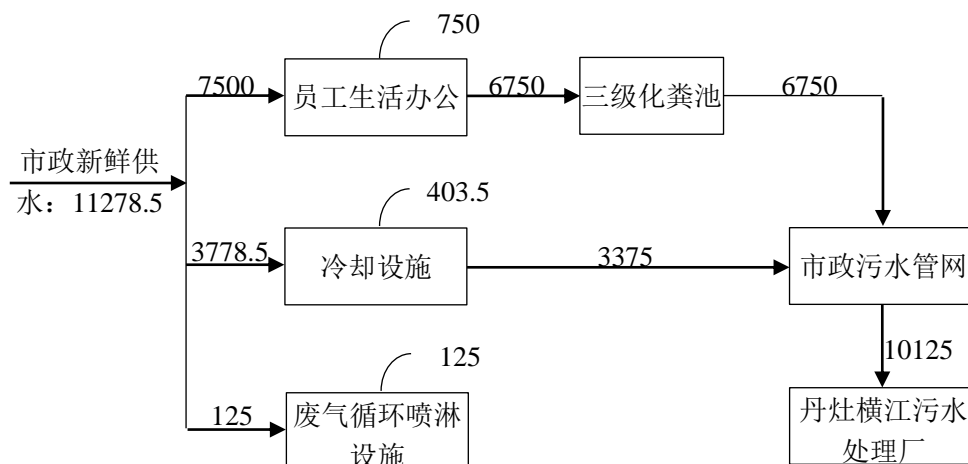 750
7500
员工生活办公
6750
三级化粪池
6750
市政新鲜供
水：11278.5
403.5
3778.5
冷却设施
3375
市政污水管网
125
10125
125
废气循环喷淋
设施
丹灶横江污水
处理厂